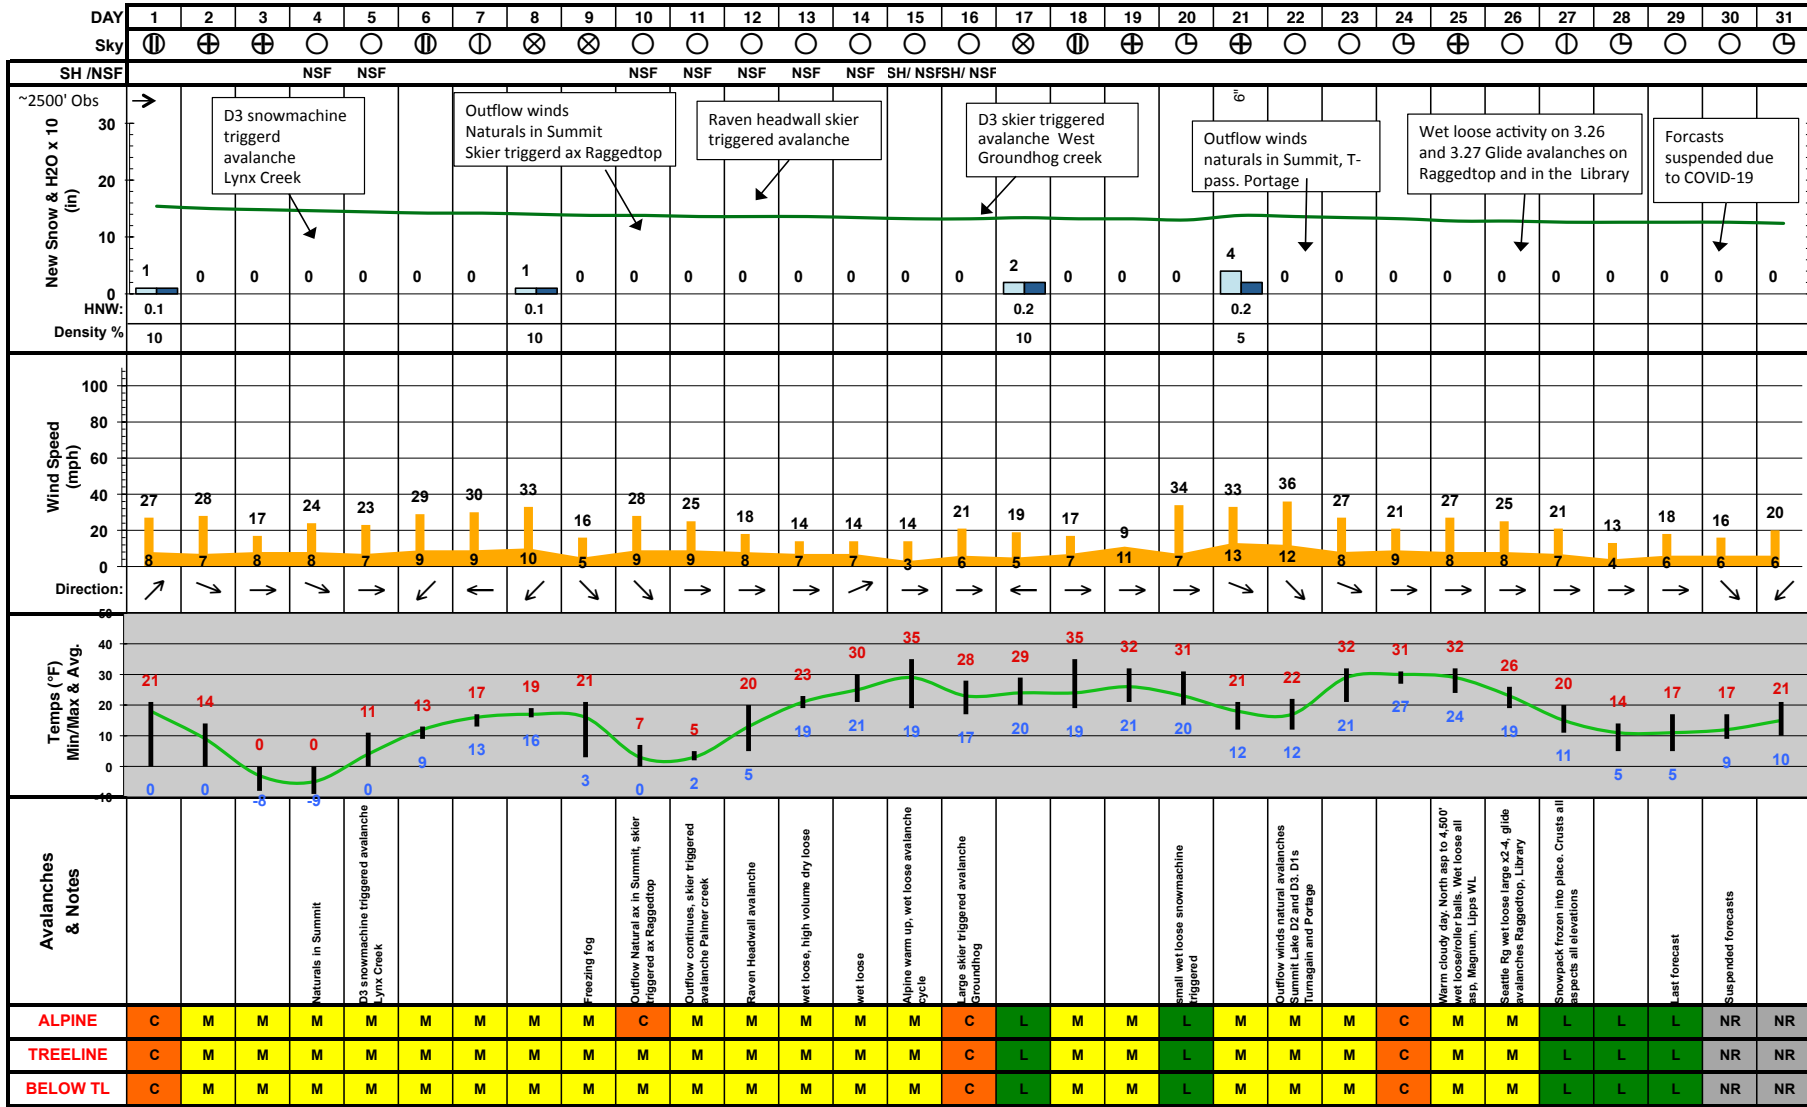 DAY 1 2 3 4 5 6 7 8 9 10 11 12 13 14 15 16 17 18 19 20 21 22 23 24 25 26 27 28 29 30 31
Sky
SH /NSF NSF NSF NSF NSF NSF NSF NSF SH/ NSF SH/ NSF
~2500' Obs
New Snow & H2O x 10
(in)
30
20
10
0
D3 snowmachine
triggerd
avalanche
Lynx Creek
Outflow winds
Naturals in Summit
Skier triggerd ax Raggedtop
Raven headwall skier
triggered avalanche
D3 skier triggered
avalanche West
Groundhog creek
6"
Outflow winds
naturals in Summit, T-
pass. Portage
Wet loose activity on 3.26
and 3.27 Glide avalanches on
Raggedtop and in the Library
Forcasts
suspended due
to COVID-19
1 0 0 0 0 0 0 1 0 0 0 0 0 0 0 0 2 0 0 0 4 0 0 0 0 0 0 0 0 0 0
HNW: 0.1 0.1 0.2 0.2
Density % 10 10 10 5
Wind Speed
(mph)
100
80
60
40
20
0
27 28 17 24 23 29 30 33 16 28 25 18 14 14 14 21 19 17 9 34 33 36 27 21 27 25 21 13 18 16 20
8 7 8 8 7 9 9 10 5 9 9 8 7 7 3 6 5 7 11 7 13 12 8 9 8 8 7 4 6 6 6
Direction:
Temps (°F)
Min/Max & Avg.
50
40
30
20
10
0
-10
21 14 0 0 11 13 17 19 21 7 5 20 23 30 35 28 29 35 32 31 21 22 32 31 32 26 20 14 17 17 21
0 0 -8 -9 0 9 13 16 3 0 2 5 19 21 19 17 20 19 21 20 12 12 21 27 24 19 11 5 5 9 10
Avalanches
& Notes
Naturals in Summit
D3 snowmachine triggered avalanche
Lynx Creek
Freezing fog
Outflow Natural ax in Summit, skier
triggered ax Raggedtop
Outflow continues, skier triggered
avalanche Palmer creek
Raven Headwall avalanche
wet loose, high volume dry loose
wet loose
Alpine warm up, wet loose avalanche
cycle
Large skier triggered avalanche
Groundhog
small wet loose snowmachine
triggered
Outflow winds natural avalanches
Summit Lake D2 and D3. D1s
Turnagain and Portage
Warm cloudy day. North asp to 4,500'
wet loose/roller balls. Wet loose all
asp, Magnum, Lipps WL
Seattle Rg wet loose large x2-4, glide
avalanches Raggedtop, Library
Snowpack frozen into place. Crusts all
aspects all elevations
Last forecast
Suspended forecasts
ALPINE C M M M M M M M M C M M M M M C L M M L M M M C M M L L L NR NR
TREELINE C M M M M M M M M M M M M M M C L M M L M M M C M M L L L NR NR
BELOW TL C M M M M M M M M M M M M M M C L M M L M M M C M M L L L NR NR